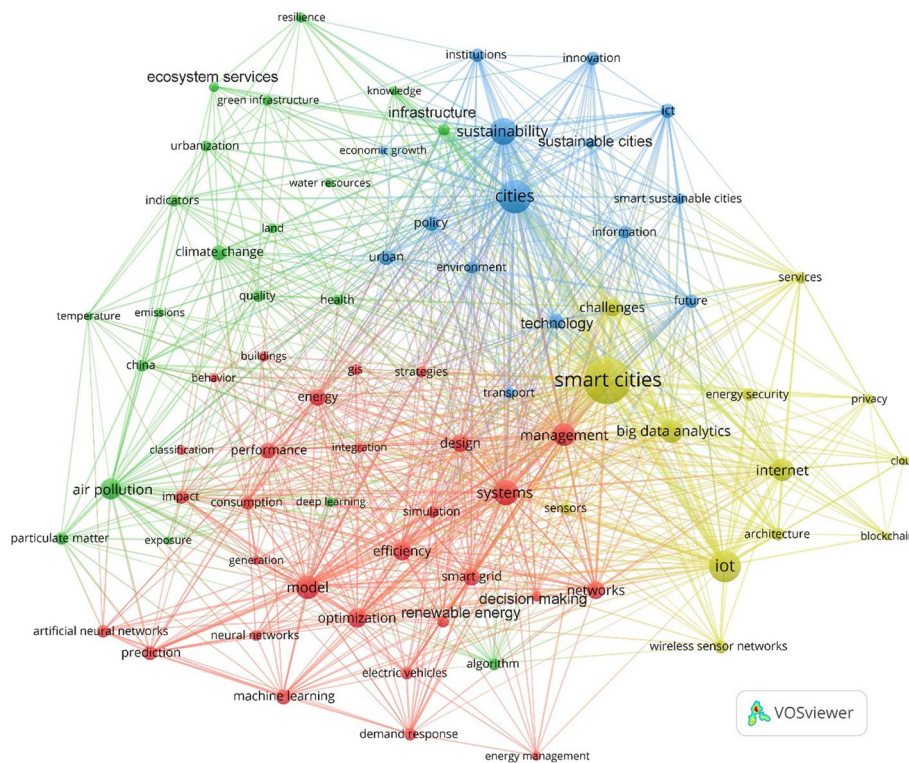 resilience
institutions
innovation
ecosystem services
green infrastructure
knowledge
infrastructure
ict
sustainability
sustainable cities
urbanization
economic growth
water resources
indicators
cities
smart sustainable cities
land
policy
information
climate change
urban
environment
services
quality
health
challenges
future
temperature
emissions
technology
china
buildings
behavior
gis
strategies
smart cities
energy
transport
energy security
privacy
classification
performance
integration
design
management
big data analytics
clou
air pollution
impact
consumption
deep learning
systems
internet
simulation
sensors
particulate matter
exposure
architecture
blockchain
generation
efficiency
iot
model
smart grid
decision making
networks
artificial neural networks
neural networks
optimization
renewable energy
prediction
wireless sensor networks
algorithm
electric vehicles
machine learning
demand response
energy management
VOSviewer